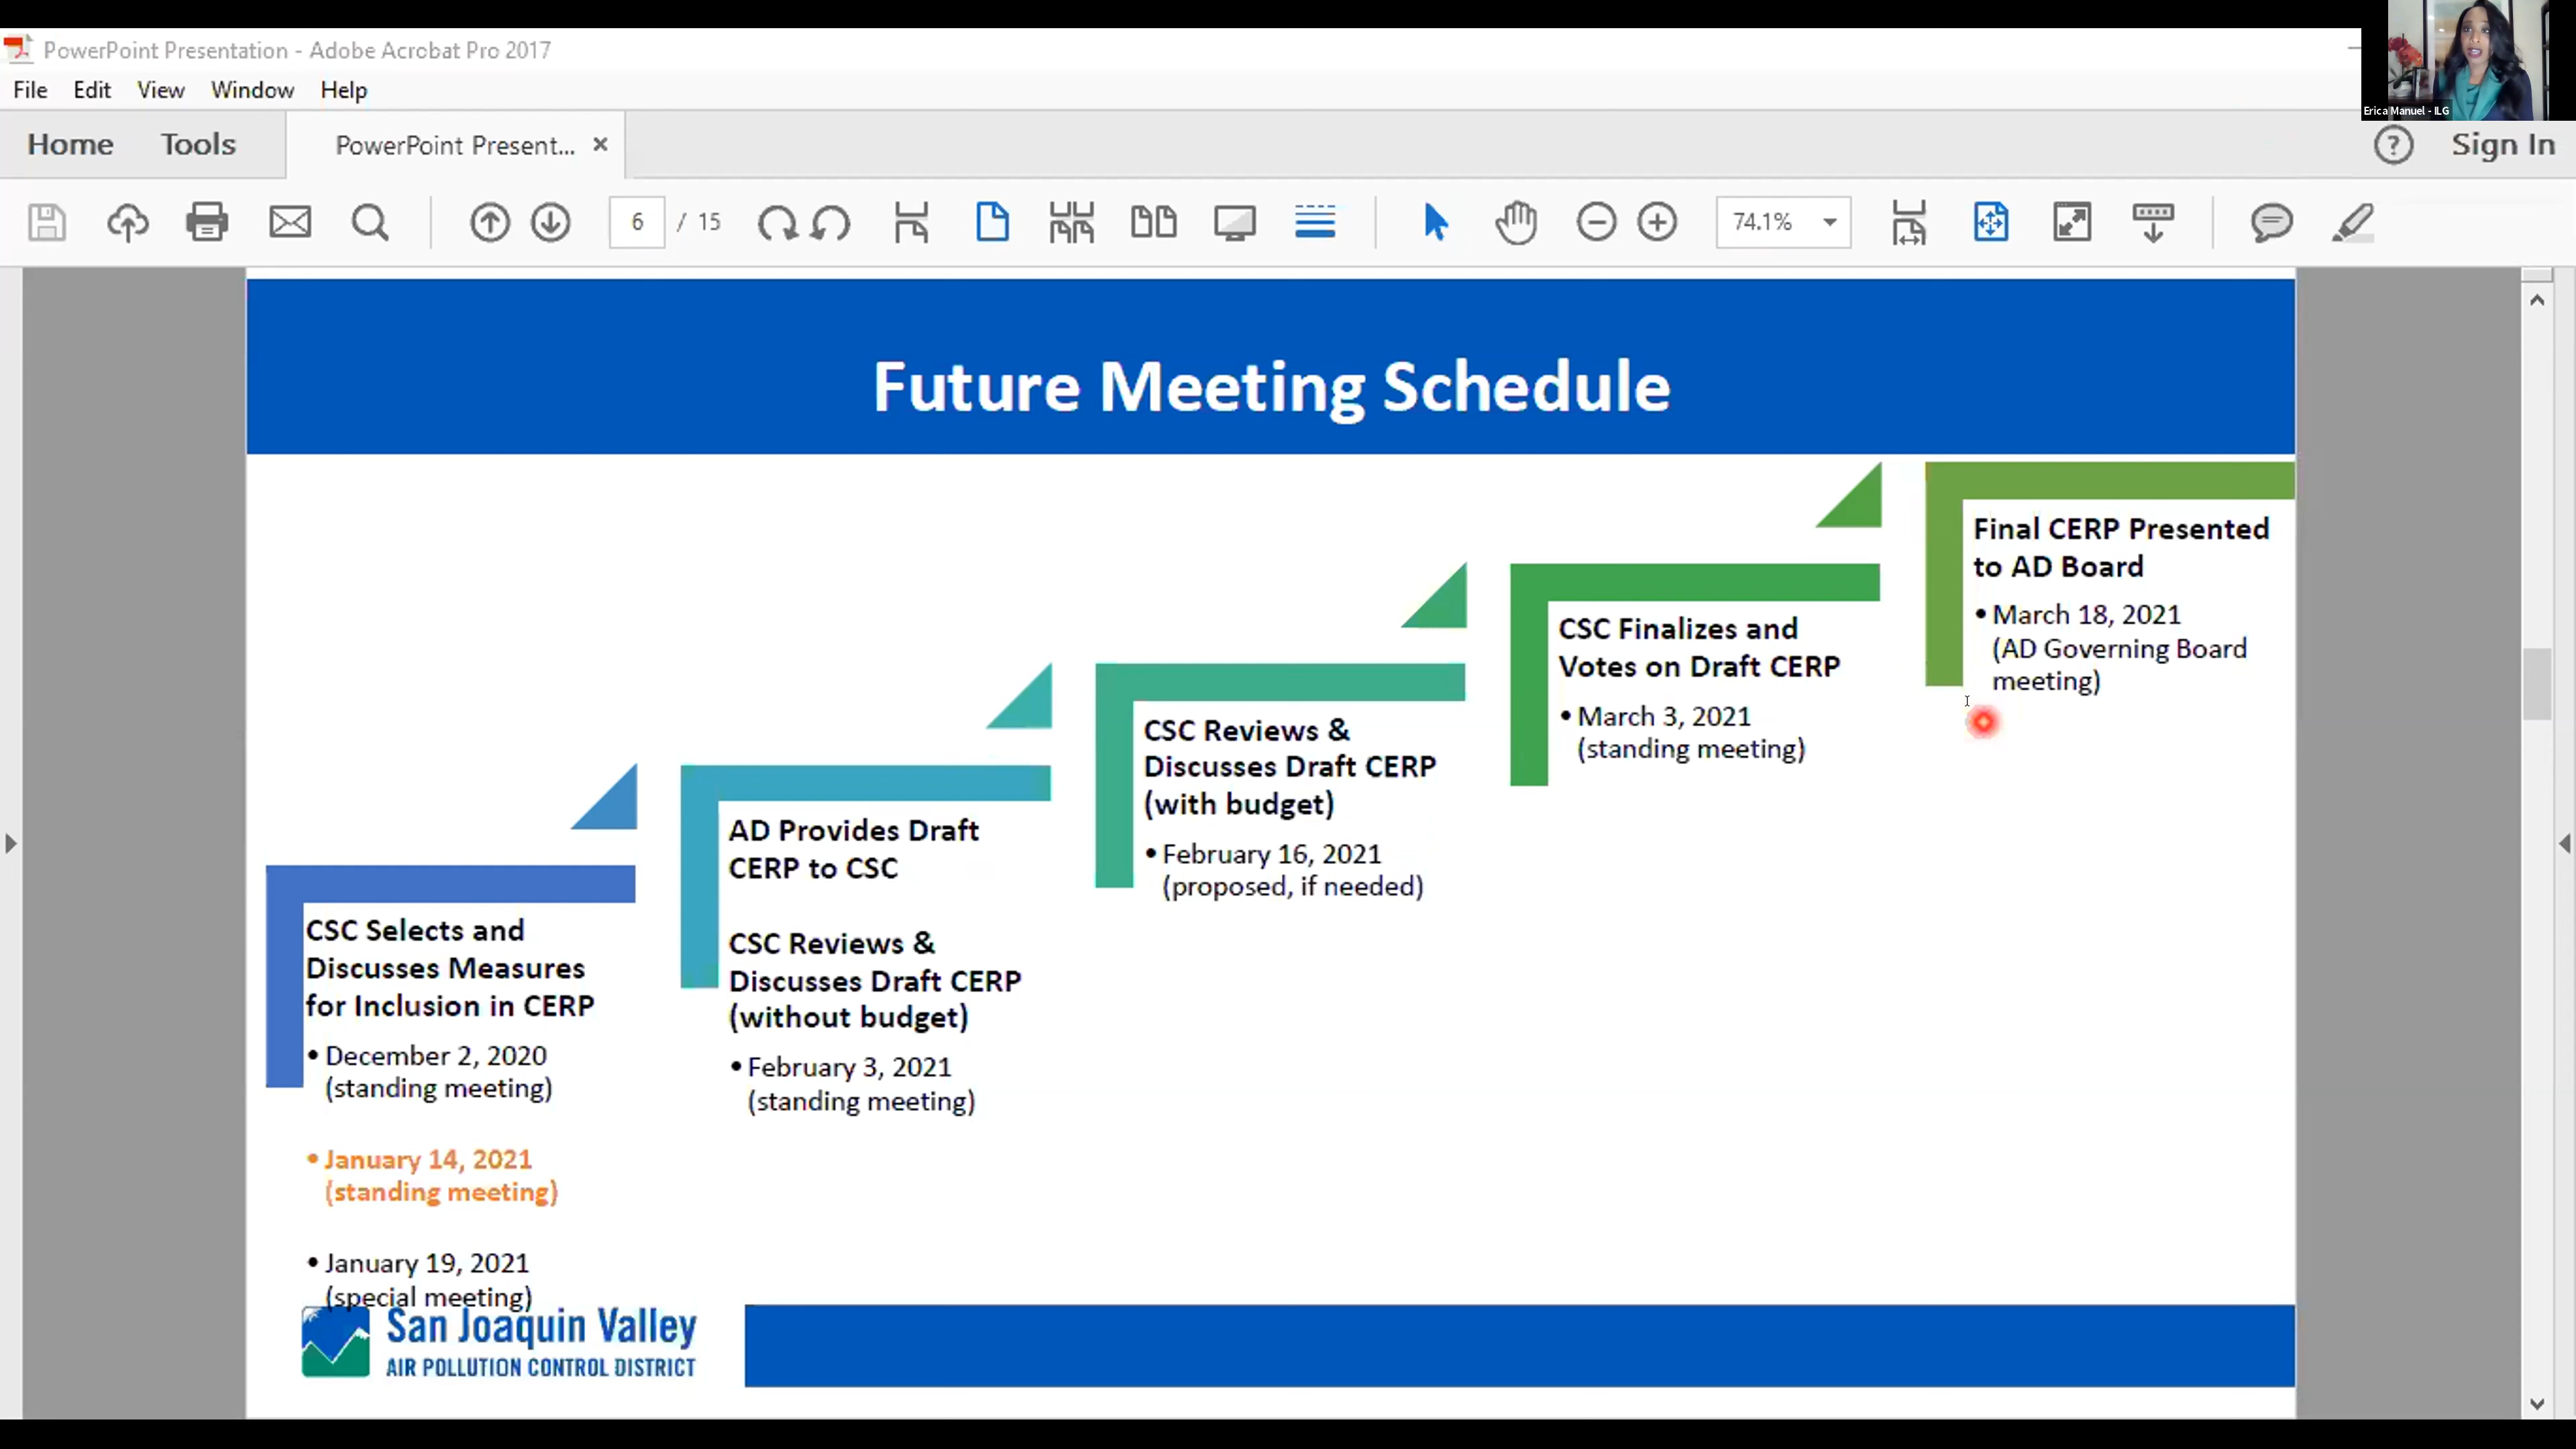 PowerPoint Presentation - Adobe Acrobat Pro 2017
Erica Manuel - ILG
File Edit View Window Help
Home Tools PowerPoint Present... Sign In
6 / 15 74.1%
Future Meeting Schedule
CSC Selects and
Discusses Measures
for Inclusion in CERP
• December 2, 2020
(standing meeting)
• January 14, 2021
(standing meeting)
• January 19, 2021
(special meeting)
AD Provides Draft
CERP to CSC
CSC Reviews &
Discusses Draft CERP
(without budget)
• February 3, 2021
(standing meeting)
CSC Reviews &
Discusses Draft CERP
(with budget)
• February 16, 2021
(proposed, if needed)
CSC Finalizes and
Votes on Draft CERP
• March 3, 2021
(standing meeting)
Final CERP Presented
to AD Board
• March 18, 2021
(AD Governing Board
meeting)
San Joaquin Valley
AIR POLLUTION CONTROL DISTRICT